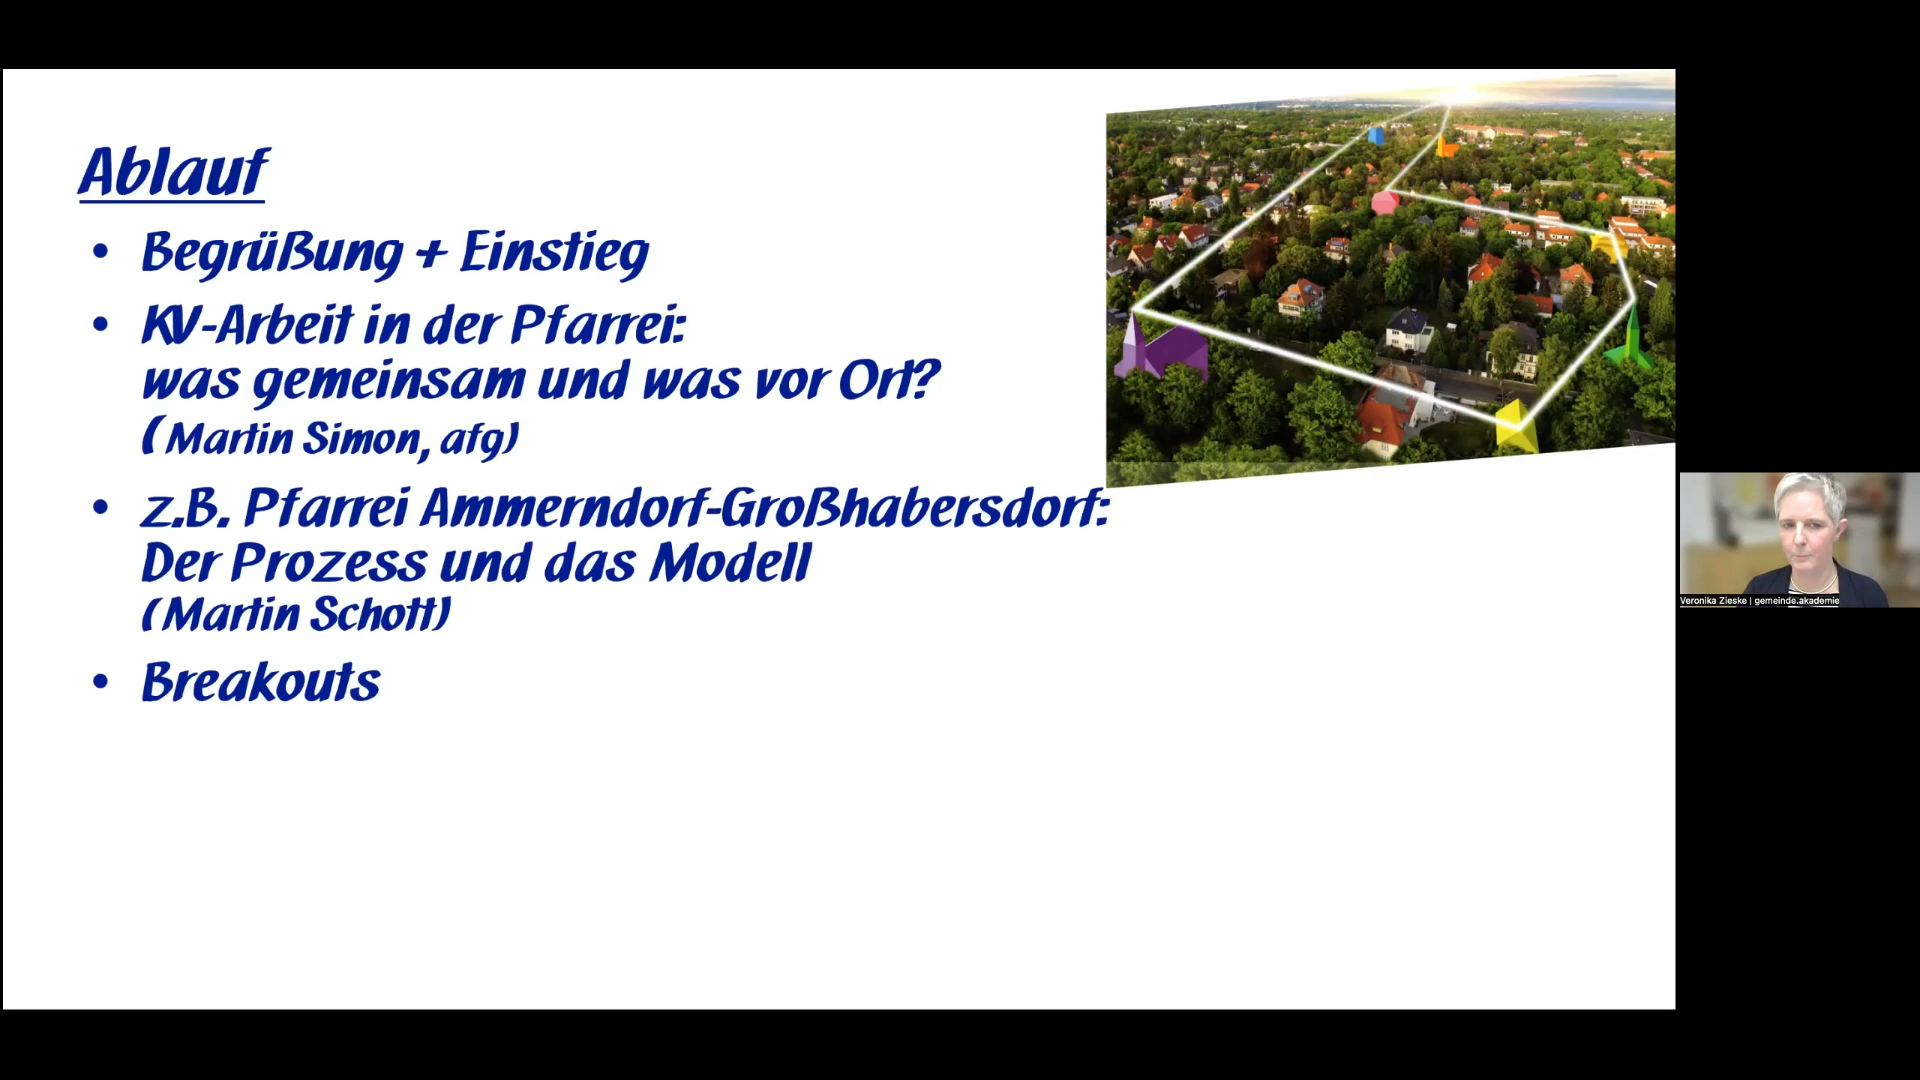 Ablauf
• Begrüßung + Einstieg
• KV-Arbeit in der Pfarrei:
was gemeinsam und was vor Ort?
(Martin Simon, afg)
• z.B. Pfarrei Ammerndorf-Großhabersdorf:
Der Prozess und das Modell
(Martin Schott)
• Breakouts
Veronika Zieske | gemeinde.akademie